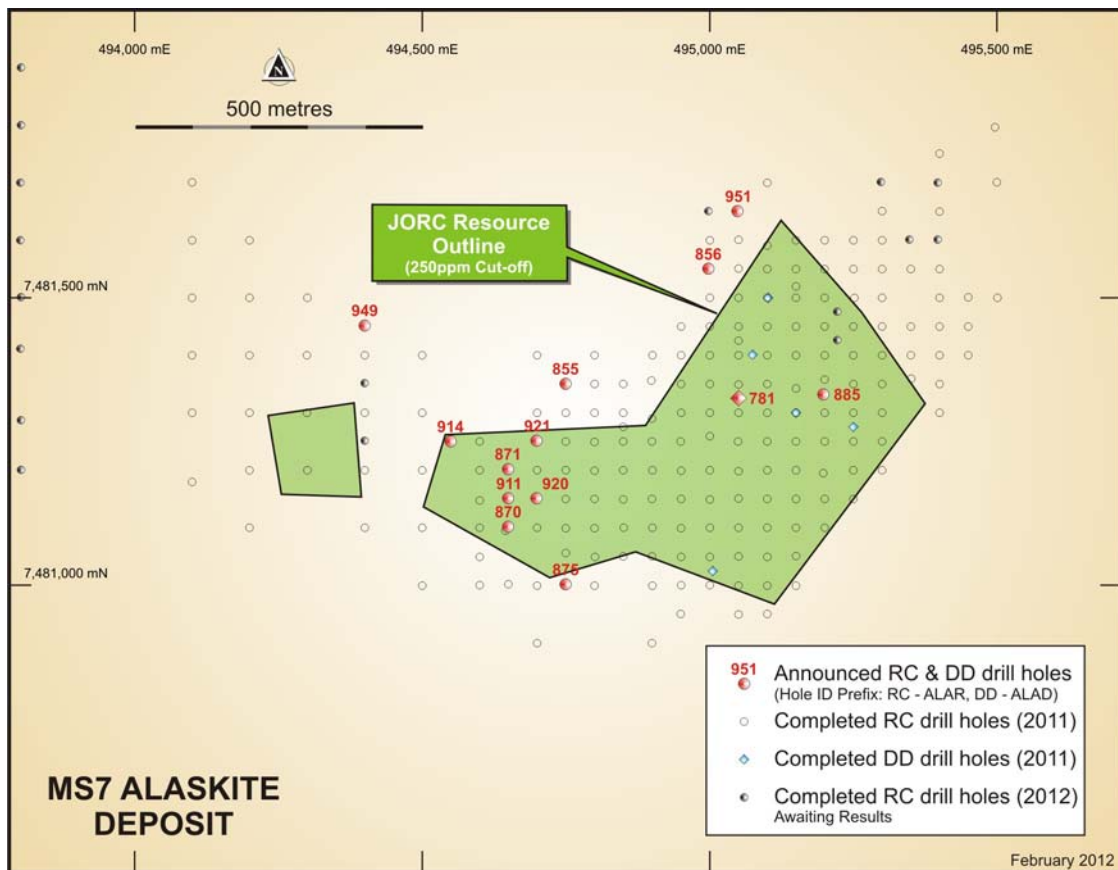 494,000 mE
494,500 mE
495,000 mE
495,500 mE
N
500 metres
951
JORC Resource
Outline
(250ppm Cut-off)
856
7,481,500 mN
949
855
781
885
914
921
871
911
920
870
7,481,000 mN
875
951
Announced RC & DD drill holes
(Hole ID Prefix: RC - ALAR, DD - ALAD)
Completed RC drill holes (2011)
Completed DD drill holes (2011)
Completed RC drill holes (2012)
Awaiting Results
MS7 ALASKITE
DEPOSIT
February 2012